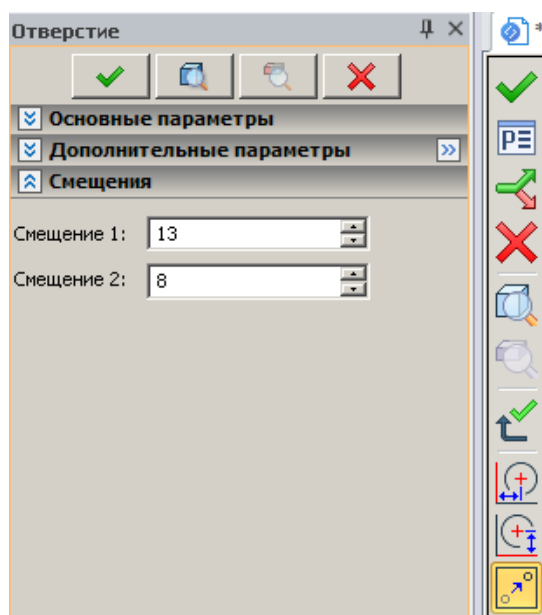 Отверстие
Основные параметры
Дополнительные параметры
Смещения
Смещение 1: 13
Смещение 2: 8